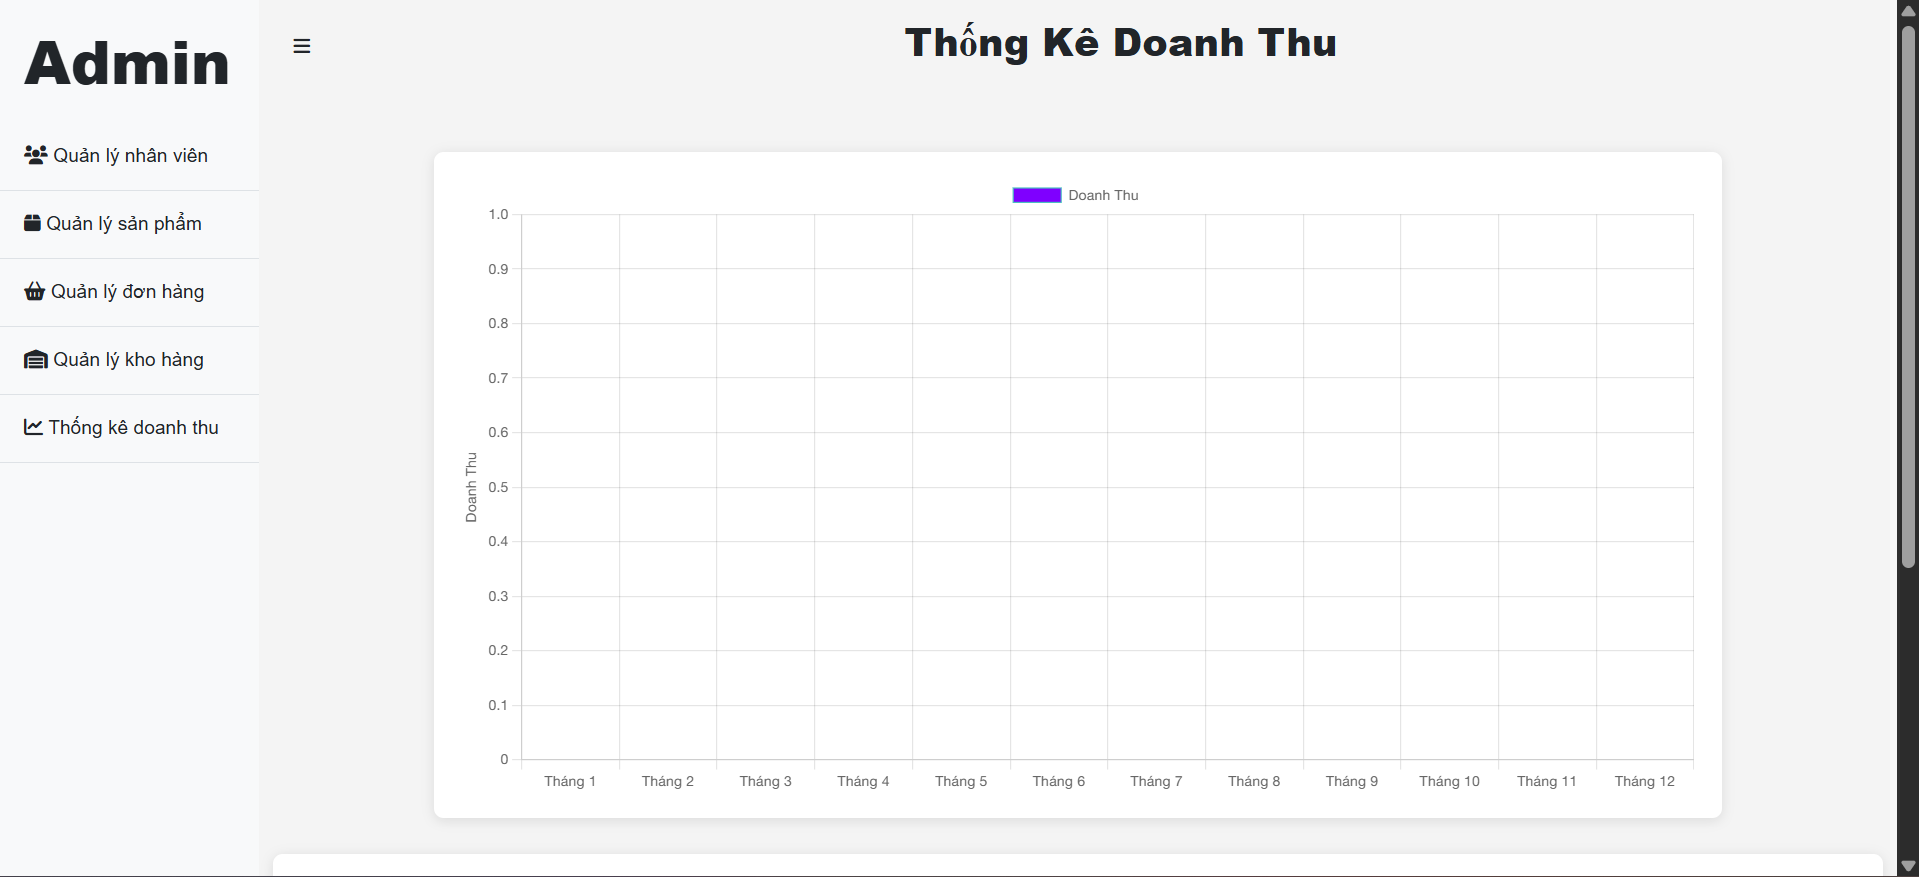 Admin
Quản lý nhân viên
Quản lý sản phẩm
Quản lý đơn hàng
Quản lý kho hàng
Thống kê doanh thu
Thống Kê Doanh Thu
Doanh Thu
1.0
0.9
0.8
0.7
0.6
0.5
0.4
0.3
0.2
0.1
0
Doanh Thu
Tháng 1 Tháng 2 Tháng 3 Tháng 4 Tháng 5 Tháng 6 Tháng 7 Tháng 8 Tháng 9 Tháng 10 Tháng 11 Tháng 12